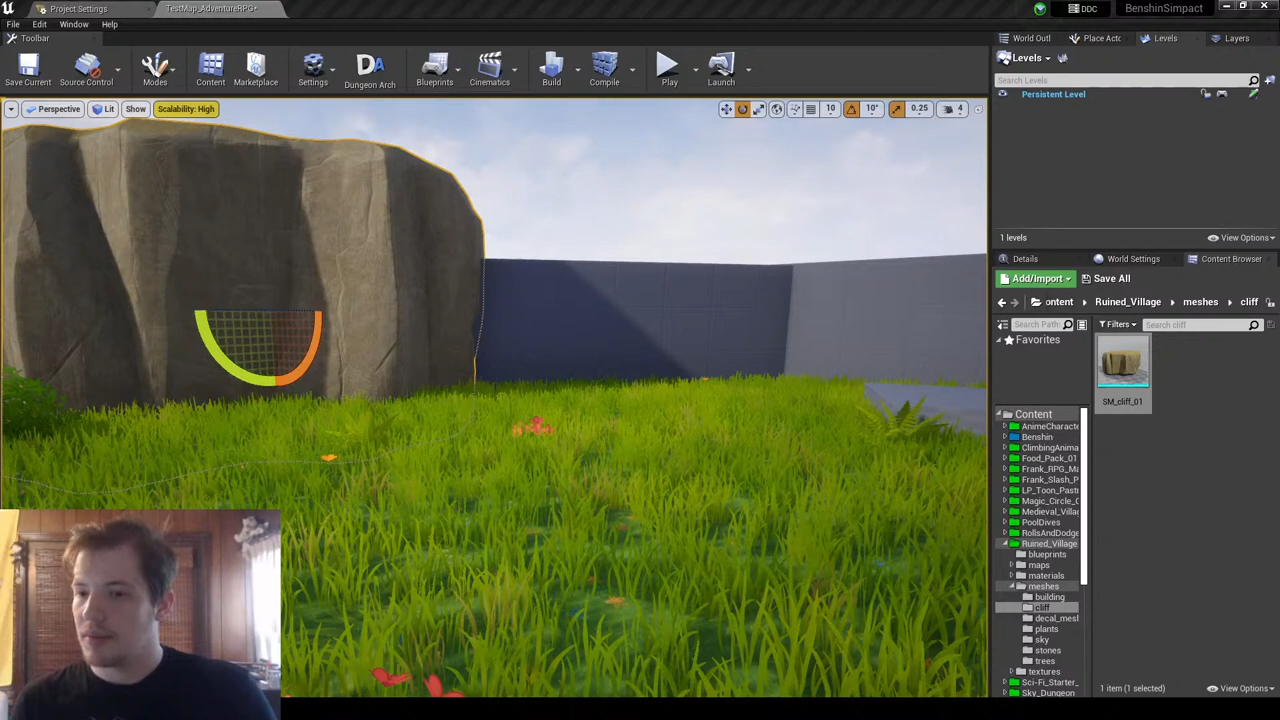 Project Settings
TestMap_AdventureRPG*
DDC
BenshinSimpact
File Edit Window Help
Toolbar
World Outl
Place Acto
Levels
Layers
Save Current
Source Control
Modes
Content
Marketplace
Settings
Dungeon Arch
Blueprints
Cinematics
Build
Compile
Play
Launch
Levels
Search Levels
Persistent Level
Perspective
Lit
Show
Scalability: High
10
10°
0.25
4
1 levels
View Options
Details
World Settings
Content Browser
Add/Import
Save All
ontent
Ruined_Village
meshes
cliff
Search Paths
Filters
Search cliff
Favorites
SM_cliff_01
Content
AnimeCharacte
Benshin
ClimbingAnima
Food_Pack_01
Frank_RPG_Ma
Frank_Slash_P
LP_Toon_Pastr
Magic_Circle_C
Medieval_Villag
PoolDives
RollsAndDodge
Ruined_Village
blueprints
maps
materials
meshes
building
cliff
decal_mesl
plants
sky
stones
trees
textures
Sci-Fi_Starter_
Sky_Dungeon_
1 item (1 selected)
View Options